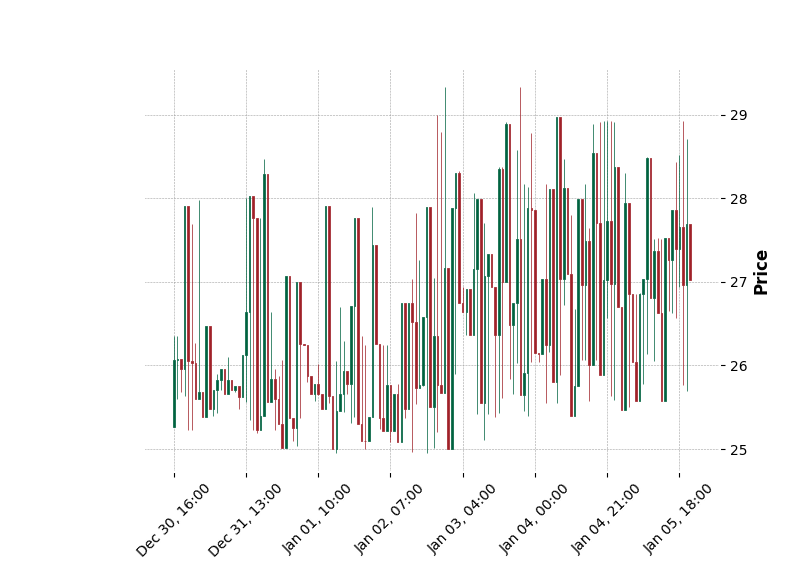 29
28
27
26
25
Price
Dec 30, 16:00
Dec 31, 13:00
Jan 01, 10:00
Jan 02, 07:00
Jan 03, 04:00
Jan 04, 00:00
Jan 04, 21:00
Jan 05, 18:00